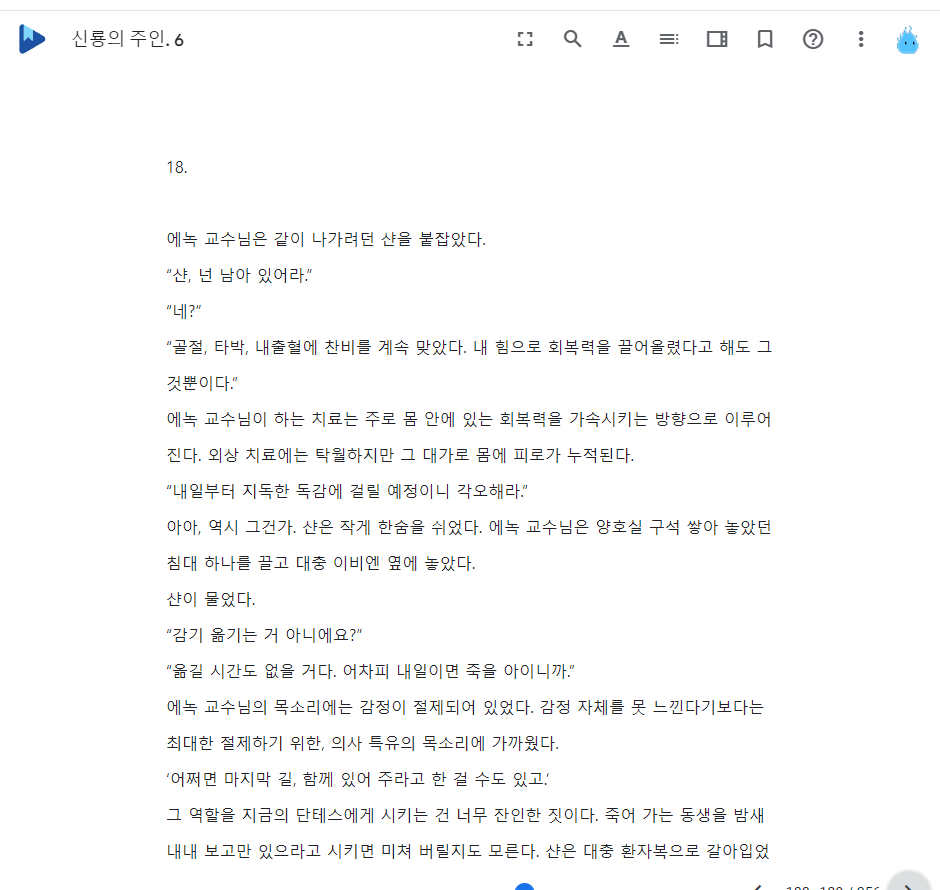 신룡의 주인. 6
18.
에녹 교수님은 같이 나가려던 샨을 붙잡았다.
“샨, 넌 남아 있어라.”
“네?”
“골절, 타박, 내출혈에 찬비를 계속 맞았다. 내 힘으로 회복력을 끌어올렸다고 해도 그
것뿐이다.”
에녹 교수님이 하는 치료는 주로 몸 안에 있는 회복력을 가속시키는 방향으로 이루어
진다. 외상 치료에는 탁월하지만 그 대가로 몸에 피로가 누적된다.
“내일부터 지독한 독감에 걸릴 예정이니 각오해라.”
아아, 역시 그건가. 샨은 작게 한숨을 쉬었다. 에녹 교수님은 양호실 구석 쌓아 놓았던
침대 하나를 끌고 대충 이비엔 옆에 놓았다.
샨이 물었다.
“감기 옮기는 거 아니에요?”
“옮길 시간도 없을 거다. 어차피 내일이면 죽을 아이니까.”
에녹 교수님의 목소리에는 감정이 절제되어 있었다. 감정 자체를 못 느낀다기보다는
최대한 절제하기 위한, 의사 특유의 목소리에 가까웠다.
‘어쩌면 마지막 길, 함께 있어 주라고 한 걸 수도 있고.’
그 역할을 지금의 단테스에게 시키는 건 너무 잔인한 짓이다. 죽어 가는 동생을 밤새
내내 보고만 있으라고 시키면 미쳐 버릴지도 모른다. 샨은 대충 환자복으로 갈아입었